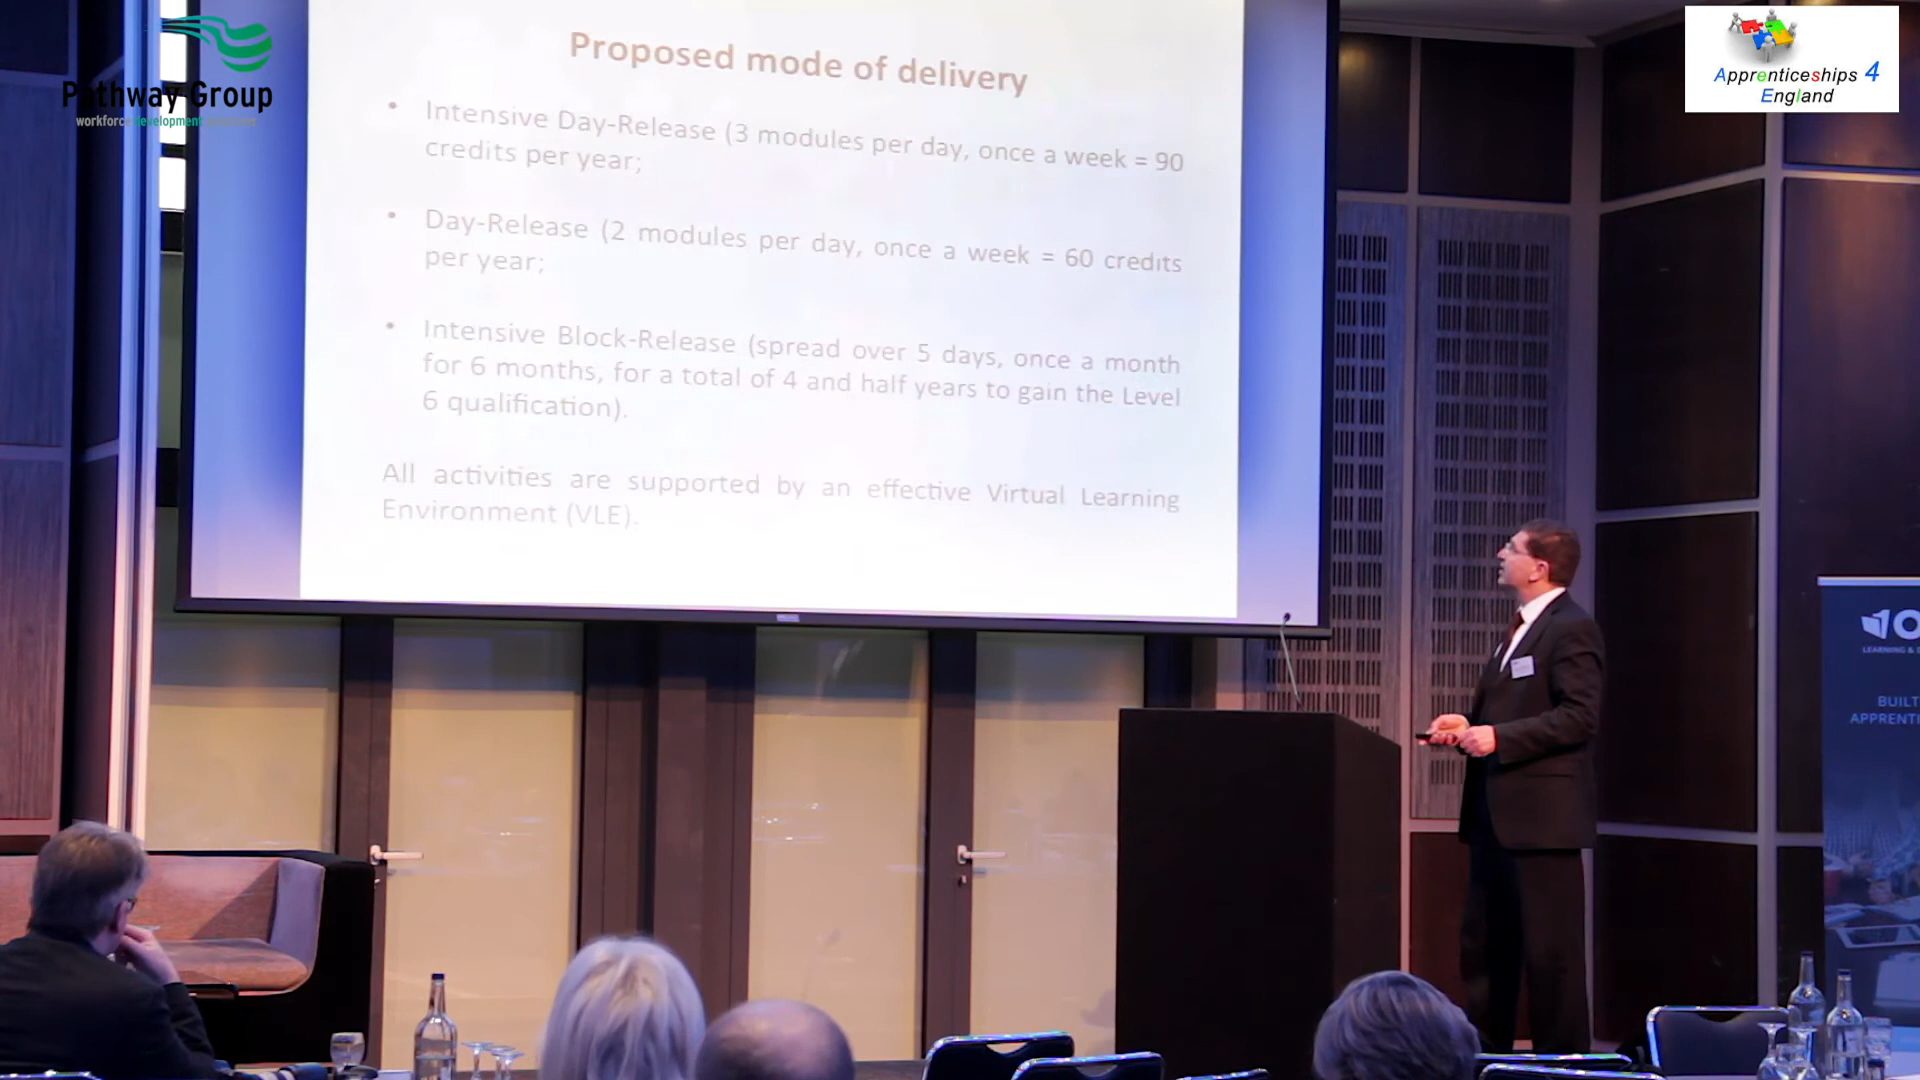 Pathway Group
workforce development
Apprenticeships 4
England
Proposed mode of delivery
• Intensive Day-Release (3 modules per day, once a week = 90
credits per year;
• Day-Release (2 modules per day, once a week = 60 credits
per year;
• Intensive Block-Release (spread over 5 days, once a month
for 6 months, for a total of 4 and half years to gain the Level
6 qualification).
All activities are supported by an effective Virtual Learning
Environment (VLE).
LEARNING &
BUILT
APPRENTI